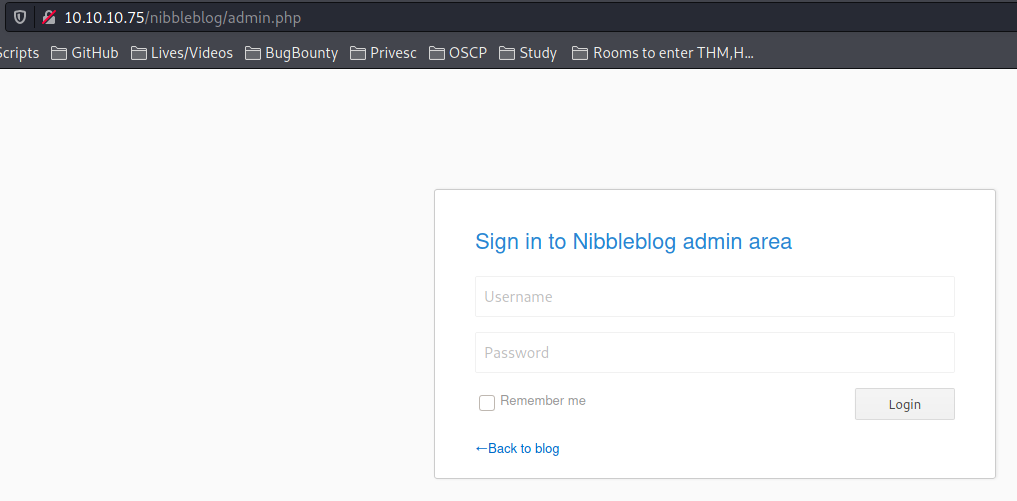 10.10.10.75/nibbleblog/admin.php
Scripts GitHub Lives/Videos BugBounty Privesc OSCP Study Rooms to enter THM,H...
Sign in to Nibbleblog admin area
Username
Password
Remember me
Login
←Back to blog